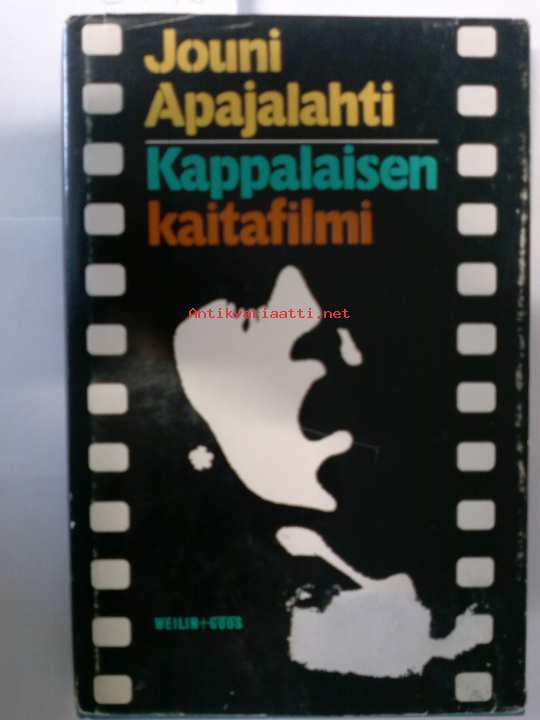 Jouni
Apajalahti
Kappalaisen
kaitafilmi
Antikvariaatti.net
WEILIN+GÖÖS